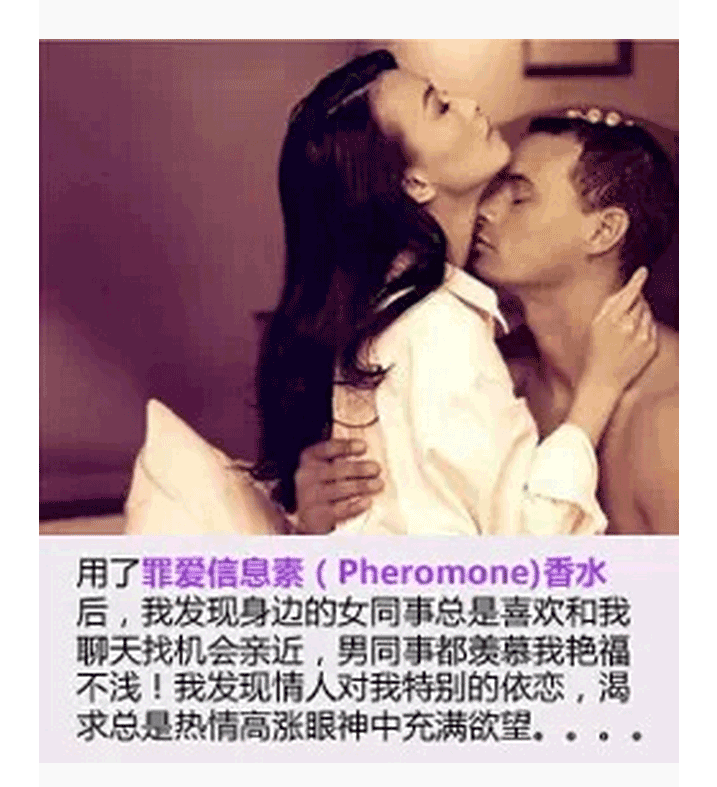 用了罪爱信息素（Pheromone)香水
后，我发现身边的女同事总是喜欢和我
聊天找机会亲近，男同事都羡慕我艳福
不浅！我发现情人对我特别的依恋，渴
求总是热情高涨眼神中充满欲望。。。。